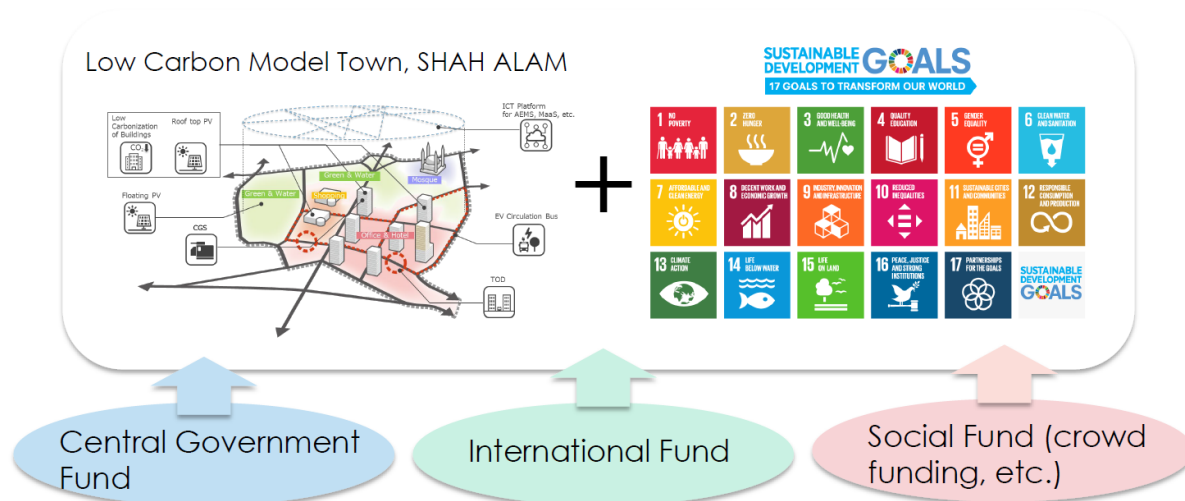 Low Carbon Model Town, SHAH ALAM
Low
Carbonization
of Buildings
CO₂
Roof top PV
ICT Platform
for AEMS, MaaS, etc.
Green & Water
Mosque
Green & Water
Shopping
Floating PV
EV Circulation Bus
CGS
Office & Hotel
TOD
+
SUSTAINABLE
DEVELOPMENT GOALS
17 GOALS TO TRANSFORM OUR WORLD
1 NO
POVERTY
2 ZERO
HUNGER
3 GOOD HEALTH
AND WELL-BEING
4 QUALITY
EDUCATION
5 GENDER
EQUALITY
6 CLEAN WATER
AND SANITATION
7 AFFORDABLE AND
CLEAN ENERGY
8 DECENT WORK AND
ECONOMIC GROWTH
9 INDUSTRY, INNOVATION
AND INFRASTRUCTURE
10 REDUCED
INEQUALITIES
11 SUSTAINABLE CITIES
AND COMMUNITIES
12 RESPONSIBLE
CONSUMPTION
AND PRODUCTION
13 CLIMATE
ACTION
14 LIFE
BELOW WATER
15 LIFE
ON LAND
16 PEACE, JUSTICE
AND STRONG
INSTITUTIONS
17 PARTNERSHIPS
FOR THE GOALS
SUSTAINABLE
DEVELOPMENT
GOALS
Central Government
Fund
International Fund
Social Fund (crowd
funding, etc.)